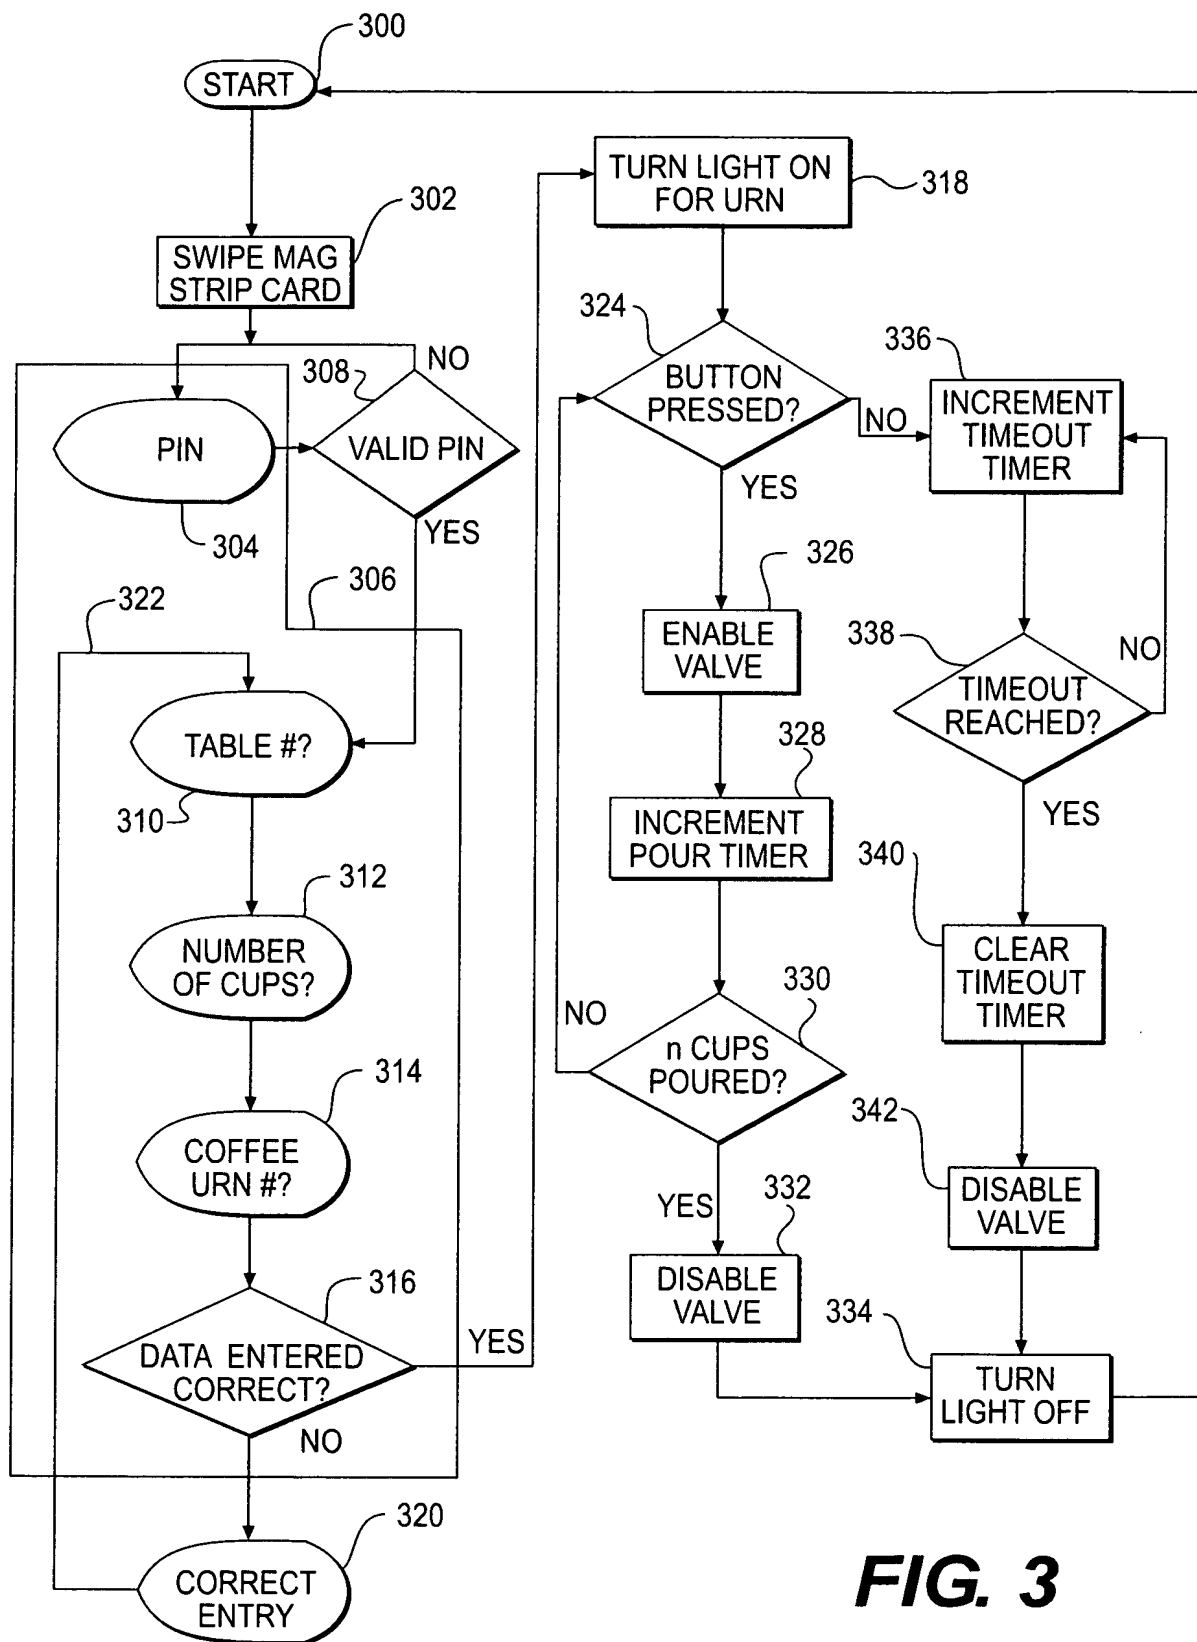 300
START
302
SWIPE MAG
STRIP CARD
308
NO
PIN
VALID PIN
304
YES
306
322
TABLE #?
310
312
NUMBER
OF CUPS?
314
COFFEE
URN #?
316
DATA ENTERED
CORRECT?
YES
NO
320
CORRECT
ENTRY
TURN LIGHT ON
FOR URN
318
324
BUTTON
PRESSED?
NO
YES
326
ENABLE
VALVE
328
INCREMENT
POUR TIMER
330
NO
n CUPS
POURED?
YES
332
DISABLE
VALVE
336
INCREMENT
TIMEOUT
TIMER
338
NO
TIMEOUT
REACHED?
YES
340
CLEAR
TIMEOUT
TIMER
342
DISABLE
VALVE
334
TURN
LIGHT OFF
FIG. 3